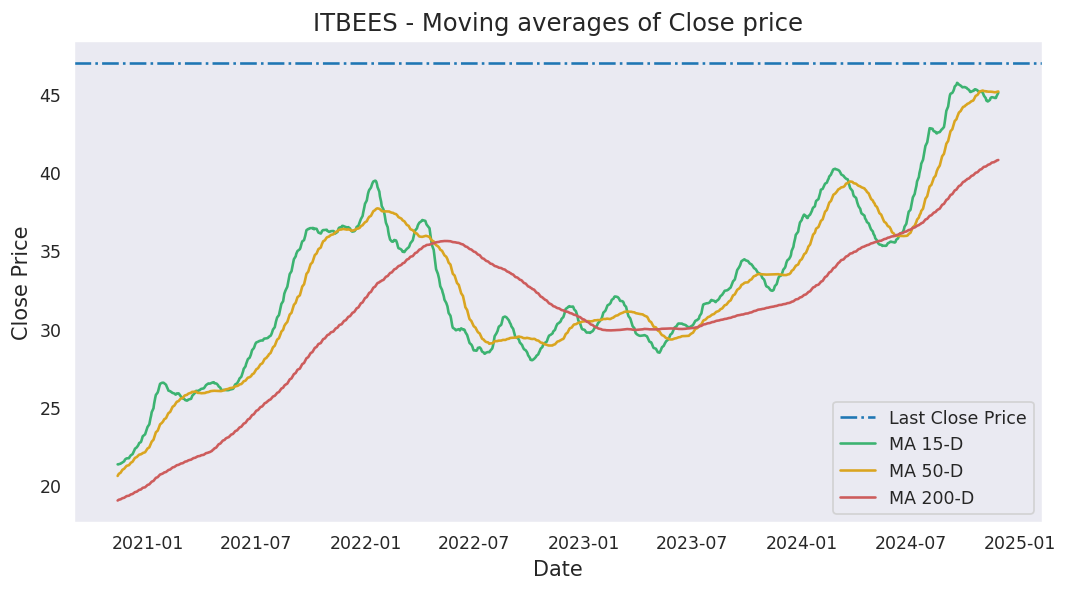 ITBEES - Moving averages of Close price
Close Price
45
40
35
30
25
20
Last Close Price
MA 15-D
MA 50-D
MA 200-D
2021-01 2021-07 2022-01 2022-07 2023-01 2023-07 2024-01 2024-07 2025-01
Date